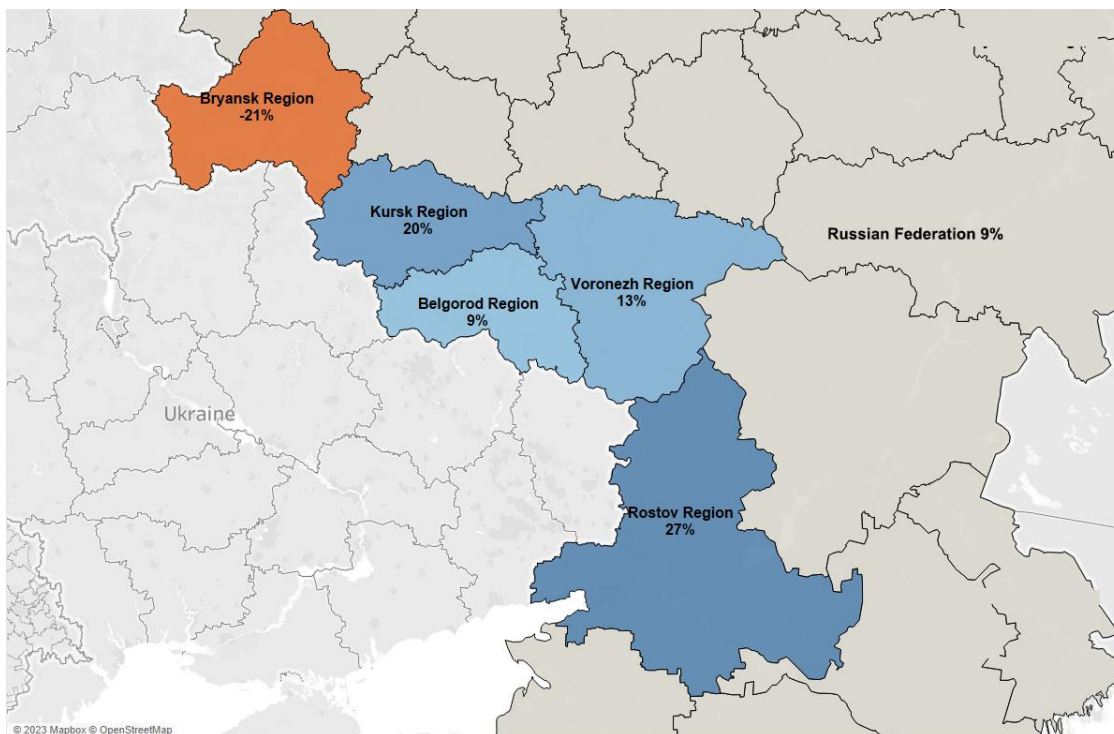 Bryansk Region
-21%
Kursk Region
20%
Russian Federation 9%
Voronezh Region
13%
Belgorod Region
9%
Ukraine
Rostov Region
27%
© 2023 Mapbox © OpenStreetMap